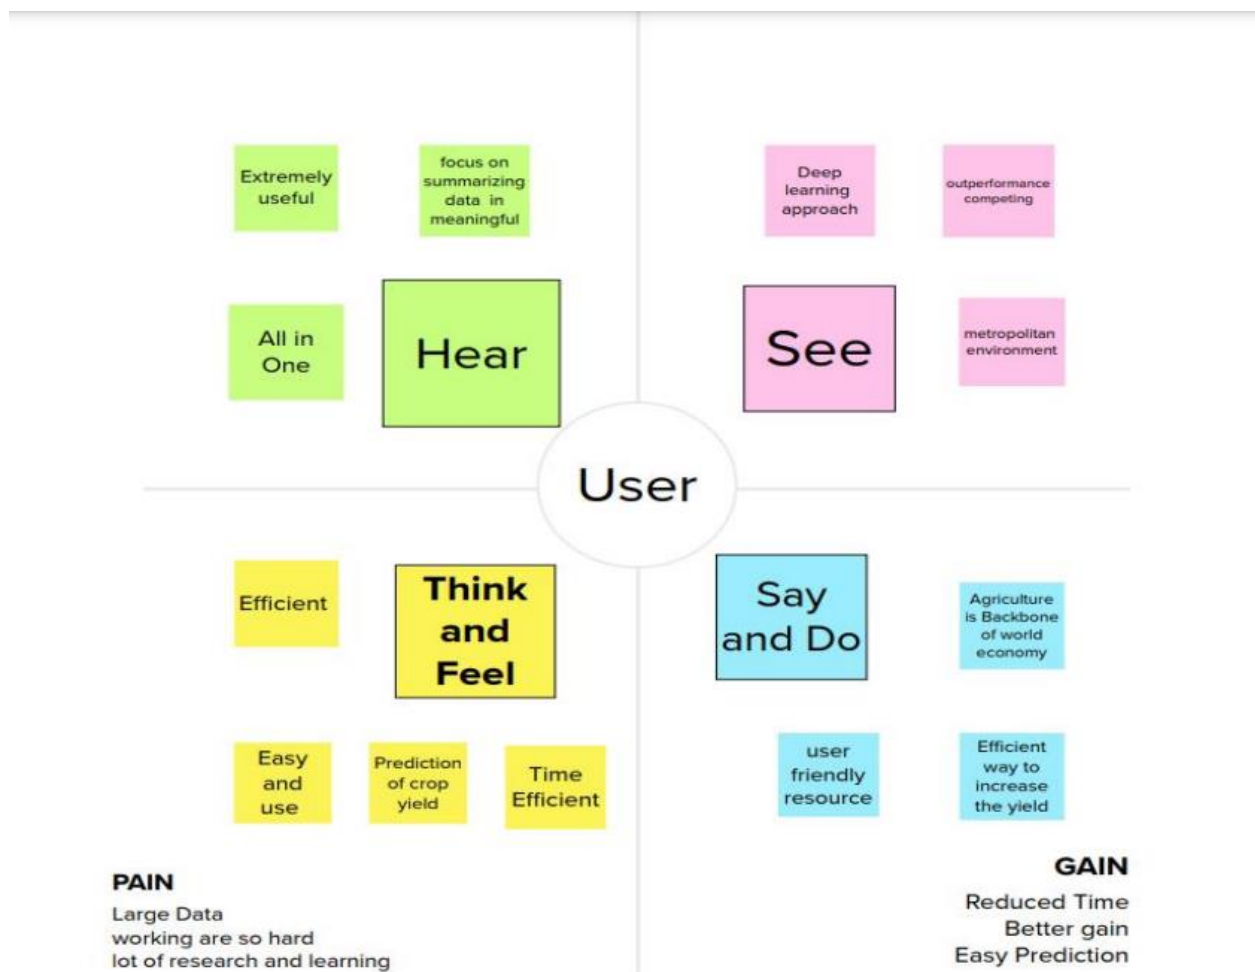 Extremely
useful
focus on
summarizing
data in
meaningful
All in
One
Hear
Deep
learning
approach
outperformance
competing
See
metropolitan
environment
User
Efficient
Think
and
Feel
Easy
and
use
Prediction
of crop
yield
Time
Efficient
Say
and Do
Agriculture
is Backbone
of world
economy
user
friendly
resource
Efficient
way to
increase
the yield
PAIN
Large Data
working are so hard
lot of research and learning
GAIN
Reduced Time
Better gain
Easy Prediction